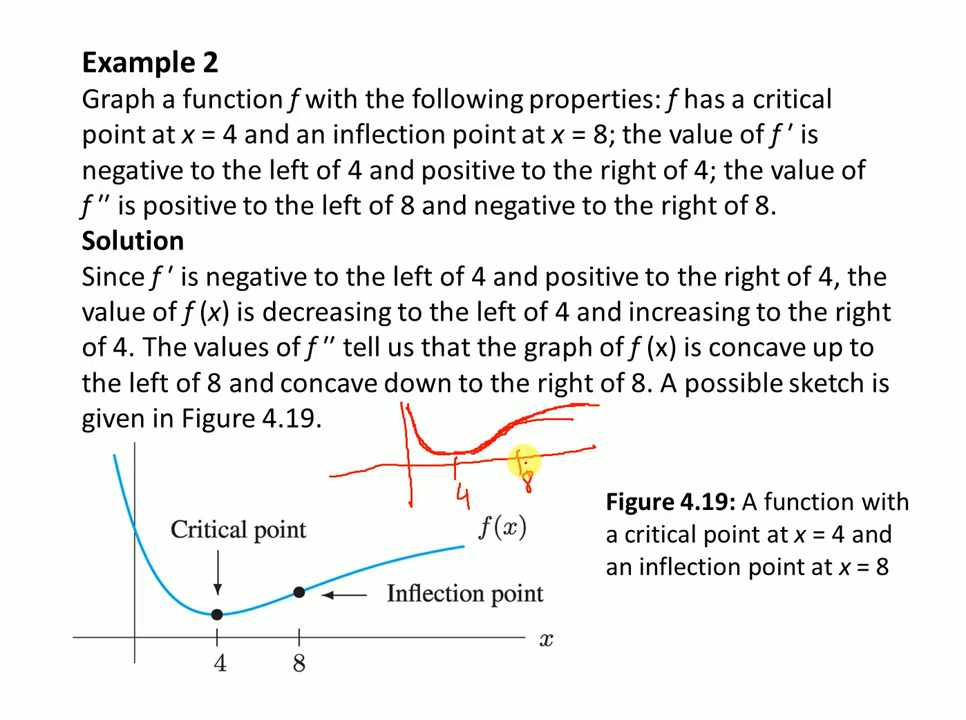 Example 2
Graph a function f with the following properties: f has a critical
point at x = 4 and an inflection point at x = 8; the value of f ′ is
negative to the left of 4 and positive to the right of 4; the value of
f ″ is positive to the left of 8 and negative to the right of 8.
Solution
Since f ′ is negative to the left of 4 and positive to the right of 4, the
value of f (x) is decreasing to the left of 4 and increasing to the right
of 4. The values of f ″ tell us that the graph of f (x) is concave up to
the left of 8 and concave down to the right of 8. A possible sketch is
given in Figure 4.19.
4
8
Figure 4.19: A function with
a critical point at x = 4 and
an inflection point at x = 8
Critical point
f(x)
Inflection point
x
4
8